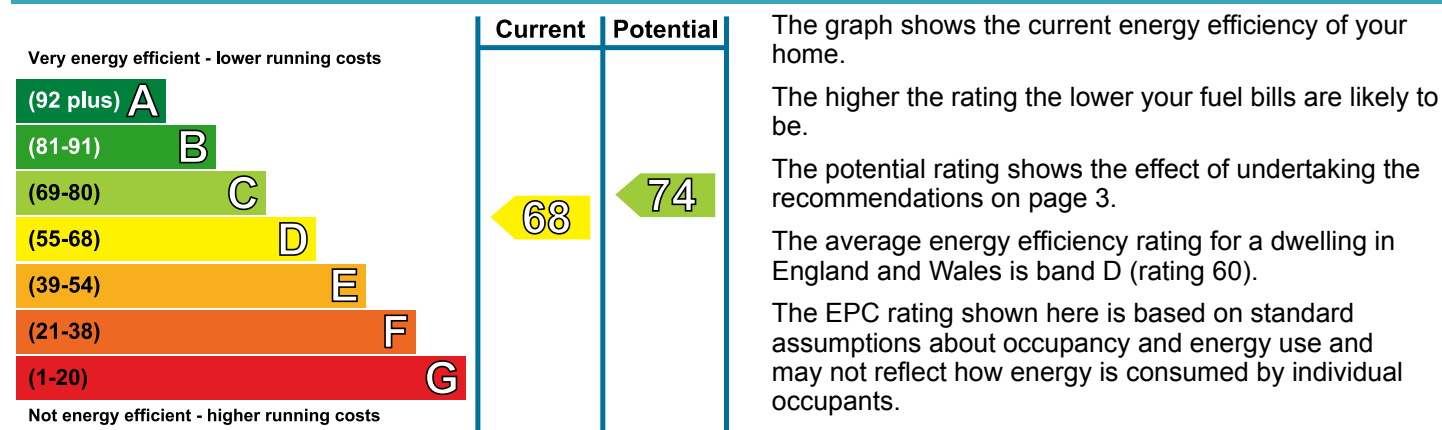 Current Potential
Very energy efficient - lower running costs
(92 plus) A
(81-91) B
(69-80) C
(55-68) D
(39-54) E
(21-38) F
(1-20) G
Not energy efficient - higher running costs
68
74
The graph shows the current energy efficiency of your
home.
The higher the rating the lower your fuel bills are likely to
be.
The potential rating shows the effect of undertaking the
recommendations on page 3.
The average energy efficiency rating for a dwelling in
England and Wales is band D (rating 60).
The EPC rating shown here is based on standard
assumptions about occupancy and energy use and
may not reflect how energy is consumed by individual
occupants.